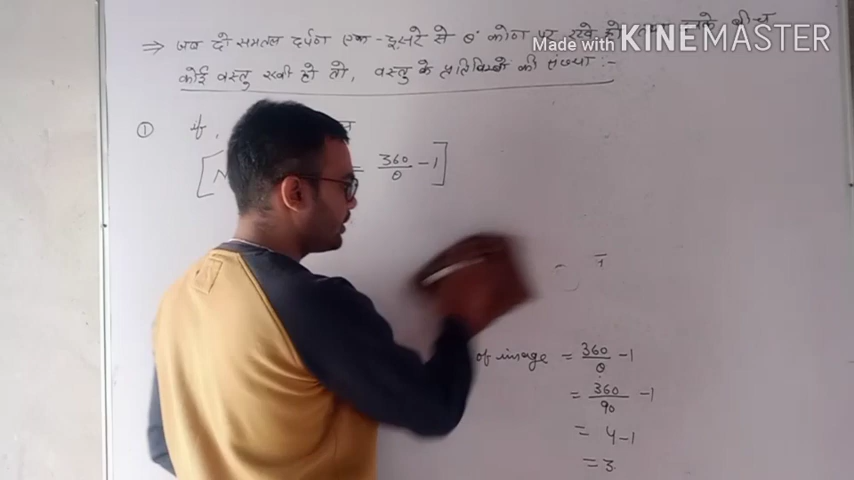 ⇒ जब दो समतल दर्पण एक-दूसरे से θ° कोण पर रखे हो बीच
Made with KINEMASTER
कोई वस्तु रखी हो तो, वस्तु के प्रतिबिम्बों की संख्या :-
① if,
[N = 360/θ - 1]
of image = 360/θ - 1
= 360/90 - 1
= 4 - 1
= 3